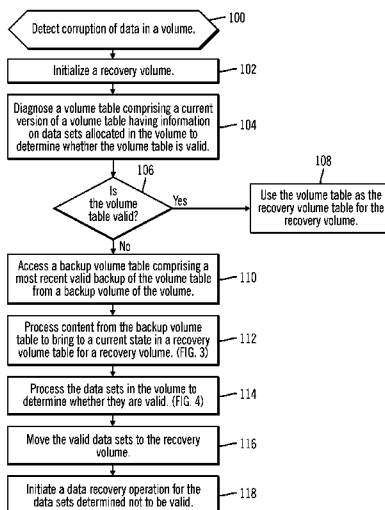 100
Detect corruption of data in a volume.
Initialize a recovery volume.
102
Diagnose a volume table comprising a current
version of a volume table having information
on data sets allocated in the volume to
determine whether the volume table is valid.
104
106
Is
the volume
table valid?
Yes
No
108
Use the volume table as the
recovery volume table for the
recovery volume.
Access a backup volume table comprising a
most recent valid backup of the volume table
from a backup volume of the volume.
110
Process content from the backup volume
table to bring to a current state in a recovery
volume table for a recovery volume. (FIG. 3)
112
Process the data sets in the volume to
determine whether they are valid. (FIG. 4)
114
Move the valid data sets to the recovery
volume.
116
Initiate a data recovery operation for the
data sets determined not to be valid.
118